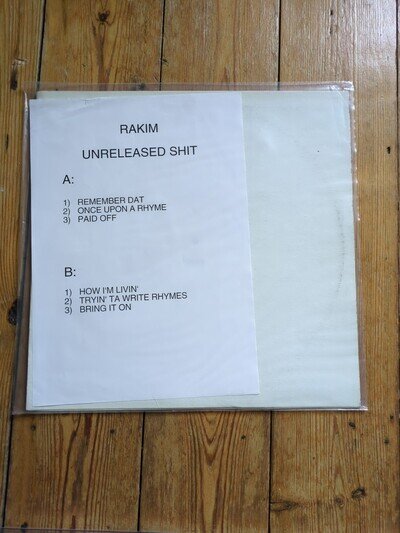 RAKIM
UNRELEASED SHIT
A:
1) REMEMBER DAT
2) ONCE UPON A RHYME
3) PAID OFF
B:
1) HOW I'M LIVIN'
2) TRYIN' TA WRITE RHYMES
3) BRING IT ON